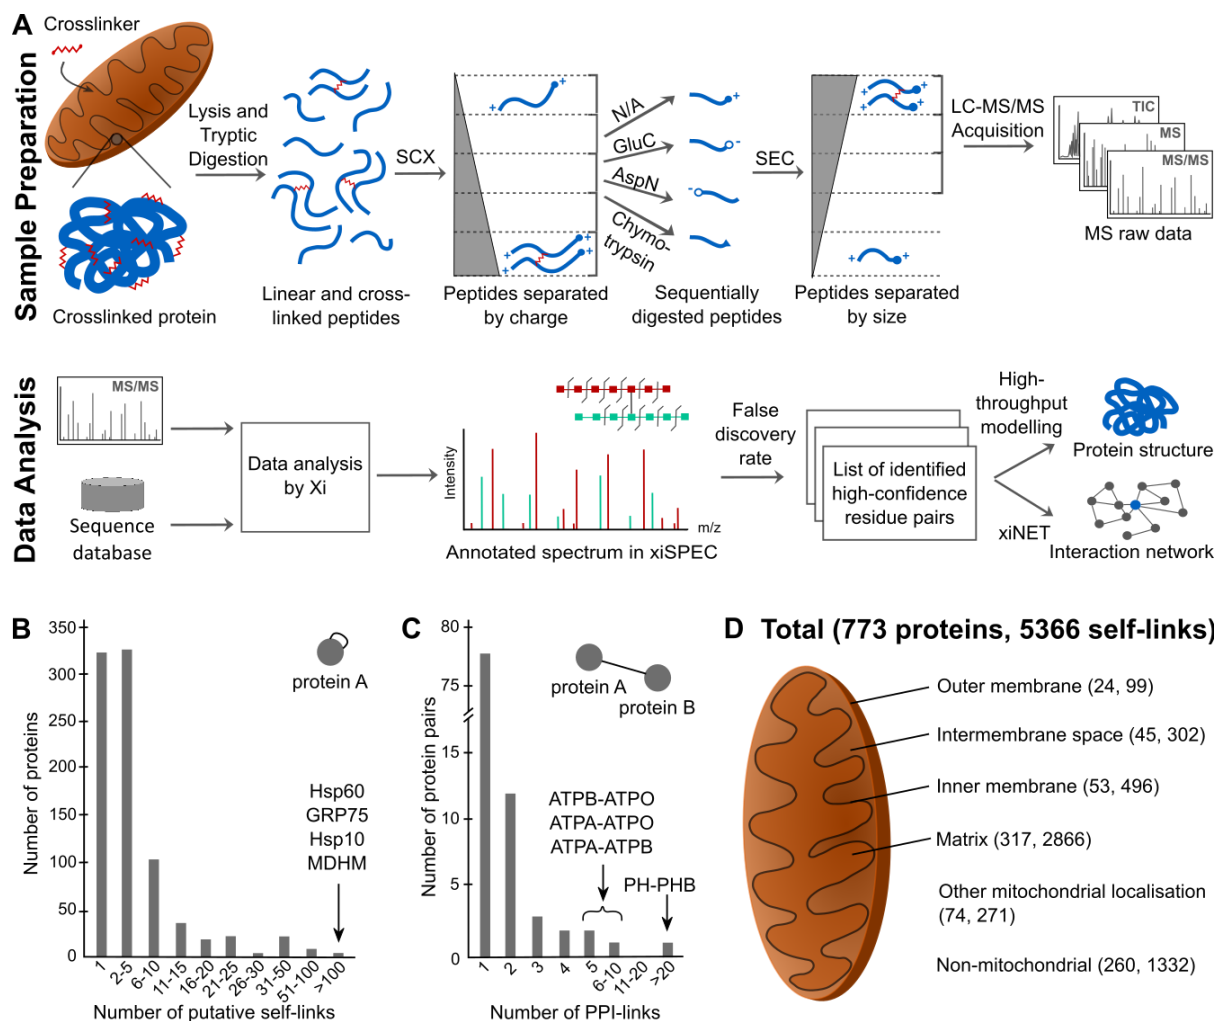 A
Sample Preparation
Crosslinker
Lysis and
Tryptic
Digestion
SCX
N/A
GluC
AspN
Chymo-
trypsin
SEC
LC-MS/MS
Acquisition
TIC
MS
MS/MS
+
+
+
+
+
+
-
-
+
+
+
+
+
+
Crosslinked protein
Linear and cross-
linked peptides
Peptides separated
by charge
Sequentially
digested peptides
Peptides separated
by size
MS raw data
Data Analysis
MS/MS
Sequence
database
Data analysis
by Xi
Intensity
m/z
Annotated spectrum in xiSPEC
False
discovery
rate
List of identified
high-confidence
residue pairs
High-
throughput
modelling
Protein structure
xiNET
Interaction network
B
350
300
250
200
150
100
50
0
Number of proteins
protein A
Hsp60
GRP75
Hsp10
MDHM
1
2-5
6-10
11-15
16-20
21-25
26-30
31-50
51-100
>100
Number of putative self-links
C
80
75
15
10
5
0
Number of protein pairs
protein A
protein B
ATPB-ATPO
ATPA-ATPO
ATPA-ATPB
PH-PHB
1
2
3
4
5
6-10
11-20
>20
Number of PPI-links
D Total (773 proteins, 5366 self-links)
Outer membrane (24, 99)
Intermembrane space (45, 302)
Inner membrane (53, 496)
Matrix (317, 2866)
Other mitochondrial localisation
(74, 271)
Non-mitochondrial (260, 1332)